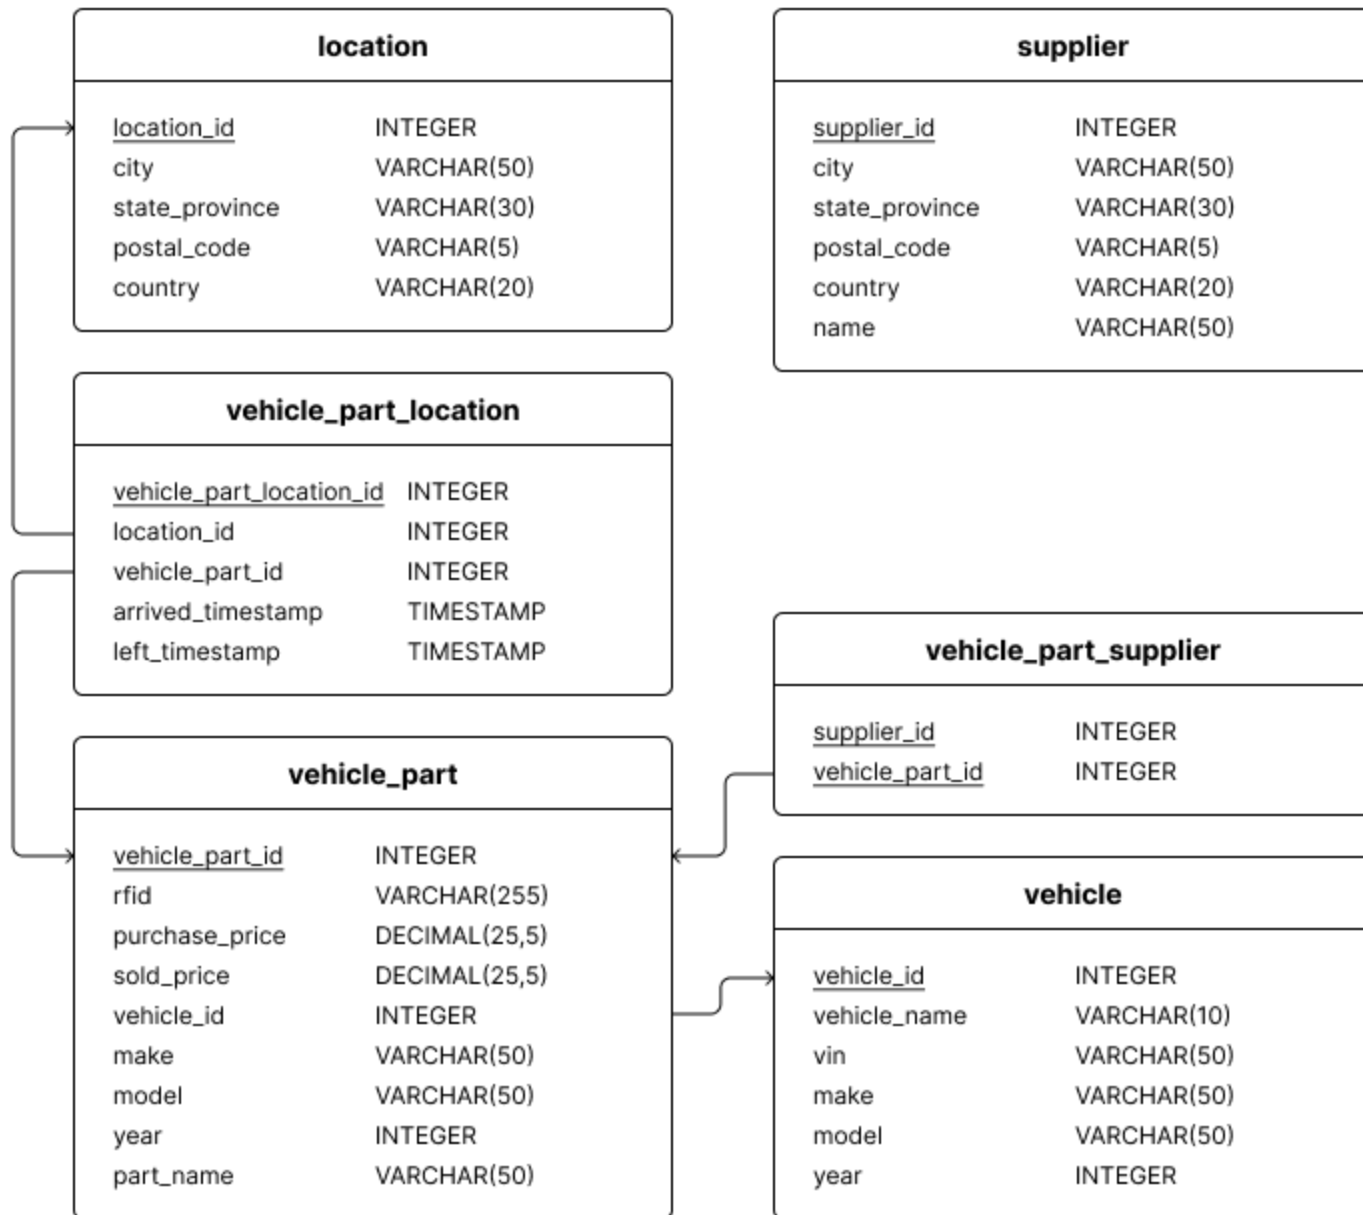 location
location_id INTEGER
city VARCHAR(50)
state_province VARCHAR(30)
postal_code VARCHAR(5)
country VARCHAR(20)
supplier
supplier_id INTEGER
city VARCHAR(50)
state_province VARCHAR(30)
postal_code VARCHAR(5)
country VARCHAR(20)
name VARCHAR(50)
vehicle_part_location
vehicle_part_location_id INTEGER
location_id INTEGER
vehicle_part_id INTEGER
arrived_timestamp TIMESTAMP
left_timestamp TIMESTAMP
vehicle_part_supplier
supplier_id INTEGER
vehicle_part_id INTEGER
vehicle_part
vehicle_part_id INTEGER
rfid VARCHAR(255)
purchase_price DECIMAL(25,5)
sold_price DECIMAL(25,5)
vehicle_id INTEGER
make VARCHAR(50)
model VARCHAR(50)
year INTEGER
part_name VARCHAR(50)
vehicle
vehicle_id INTEGER
vehicle_name VARCHAR(10)
vin VARCHAR(50)
make VARCHAR(50)
model VARCHAR(50)
year INTEGER